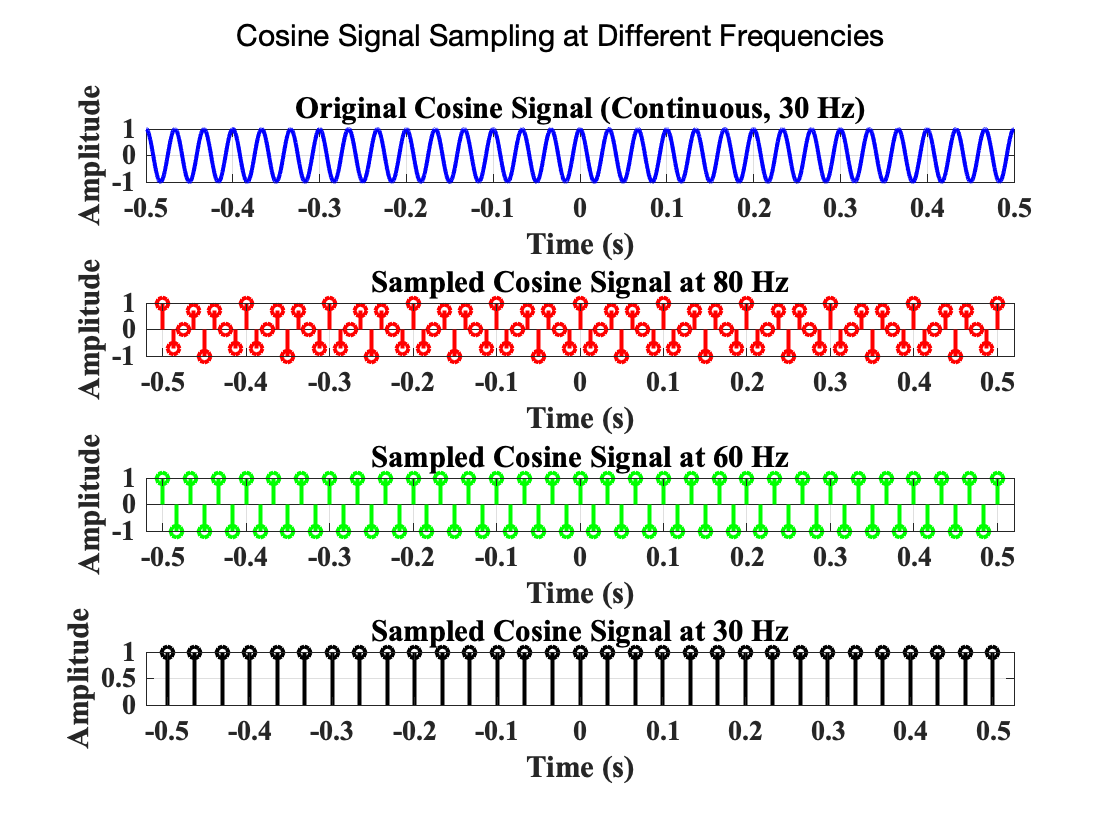 Cosine Signal Sampling at Different Frequencies
Original Cosine Signal (Continuous, 30 Hz)
Amplitude
1
0
-1
-0.5 -0.4 -0.3 -0.2 -0.1 0 0.1 0.2 0.3 0.4 0.5
Time (s)
Sampled Cosine Signal at 80 Hz
Amplitude
1
0
-1
-0.5 -0.4 -0.3 -0.2 -0.1 0 0.1 0.2 0.3 0.4 0.5
Time (s)
Sampled Cosine Signal at 60 Hz
Amplitude
1
0
-1
-0.5 -0.4 -0.3 -0.2 -0.1 0 0.1 0.2 0.3 0.4 0.5
Time (s)
Sampled Cosine Signal at 30 Hz
Amplitude
1
0.5
0
-0.5 -0.4 -0.3 -0.2 -0.1 0 0.1 0.2 0.3 0.4 0.5
Time (s)